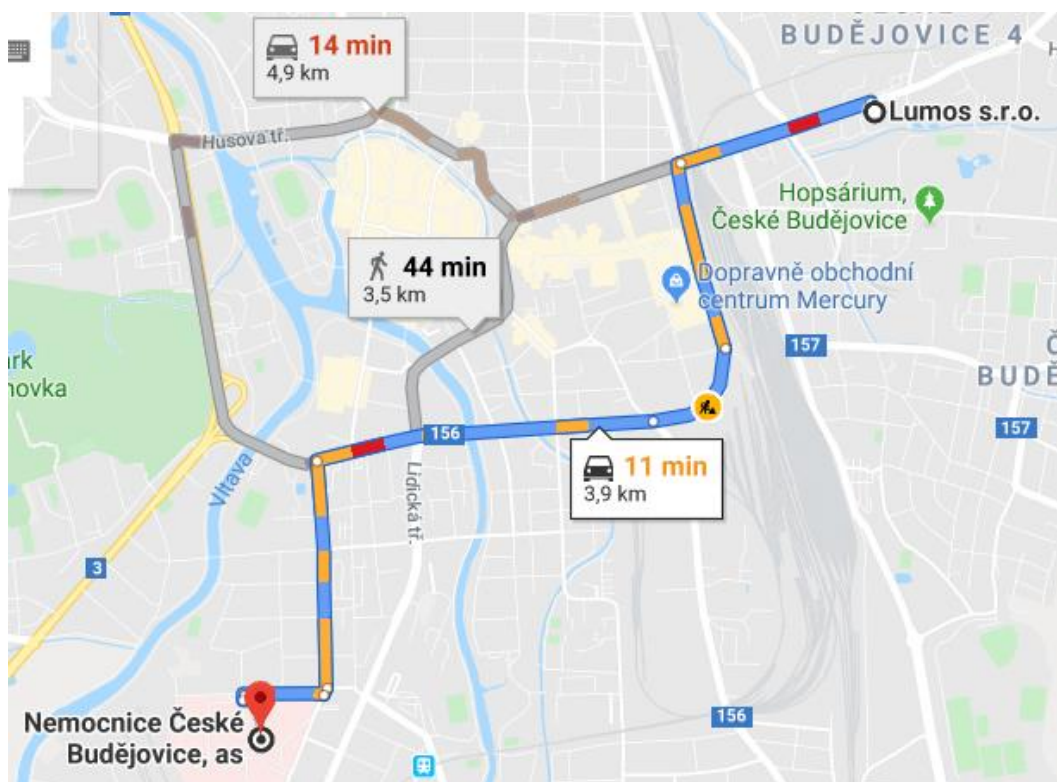 BUDĚJOVICE 4
14 min
4,9 km
Lumos s.r.o.
Husova tř.
Hopsárium,
České Budějovice
44 min
3,5 km
Dopravně obchodní
centrum Mercury
157
ark
novka
BUDĚ
156
157
11 min
3,9 km
Vltava
Lidická tř.
3
Nemocnice České
Budějovice, as
156